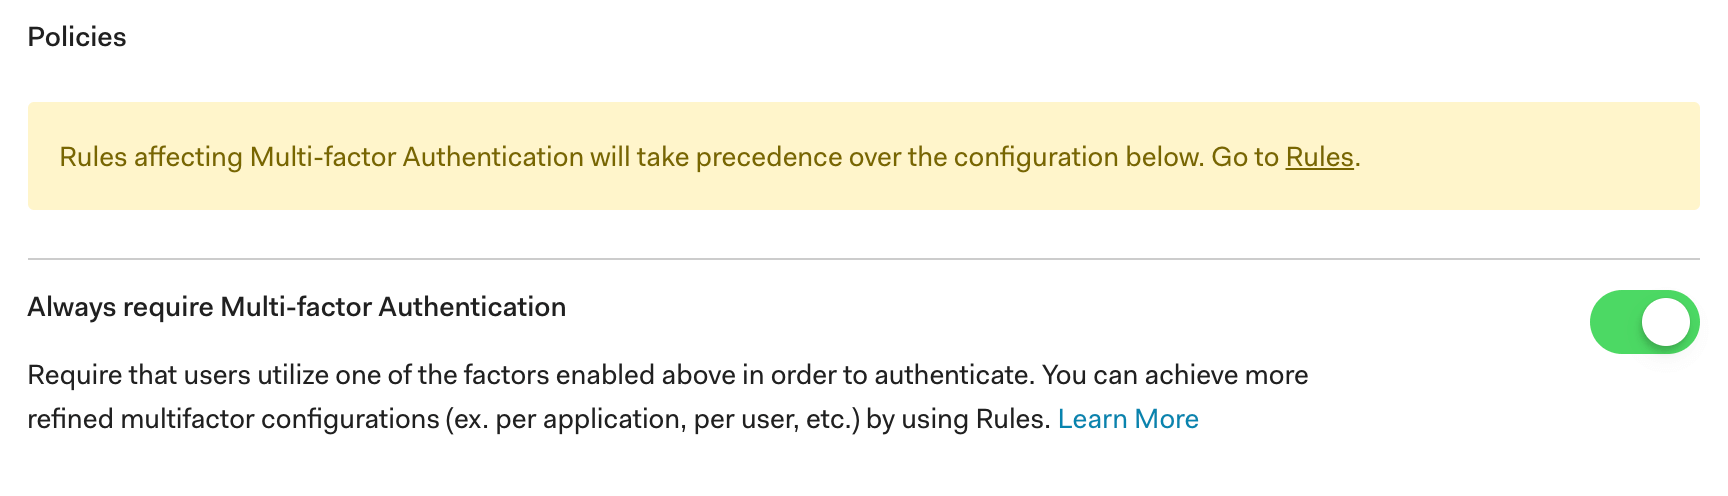 Policies
Rules affecting Multi-factor Authentication will take precedence over the configuration below. Go to Rules.
Always require Multi-factor Authentication
Require that users utilize one of the factors enabled above in order to authenticate. You can achieve more
refined multifactor configurations (ex. per application, per user, etc.) by using Rules. Learn More